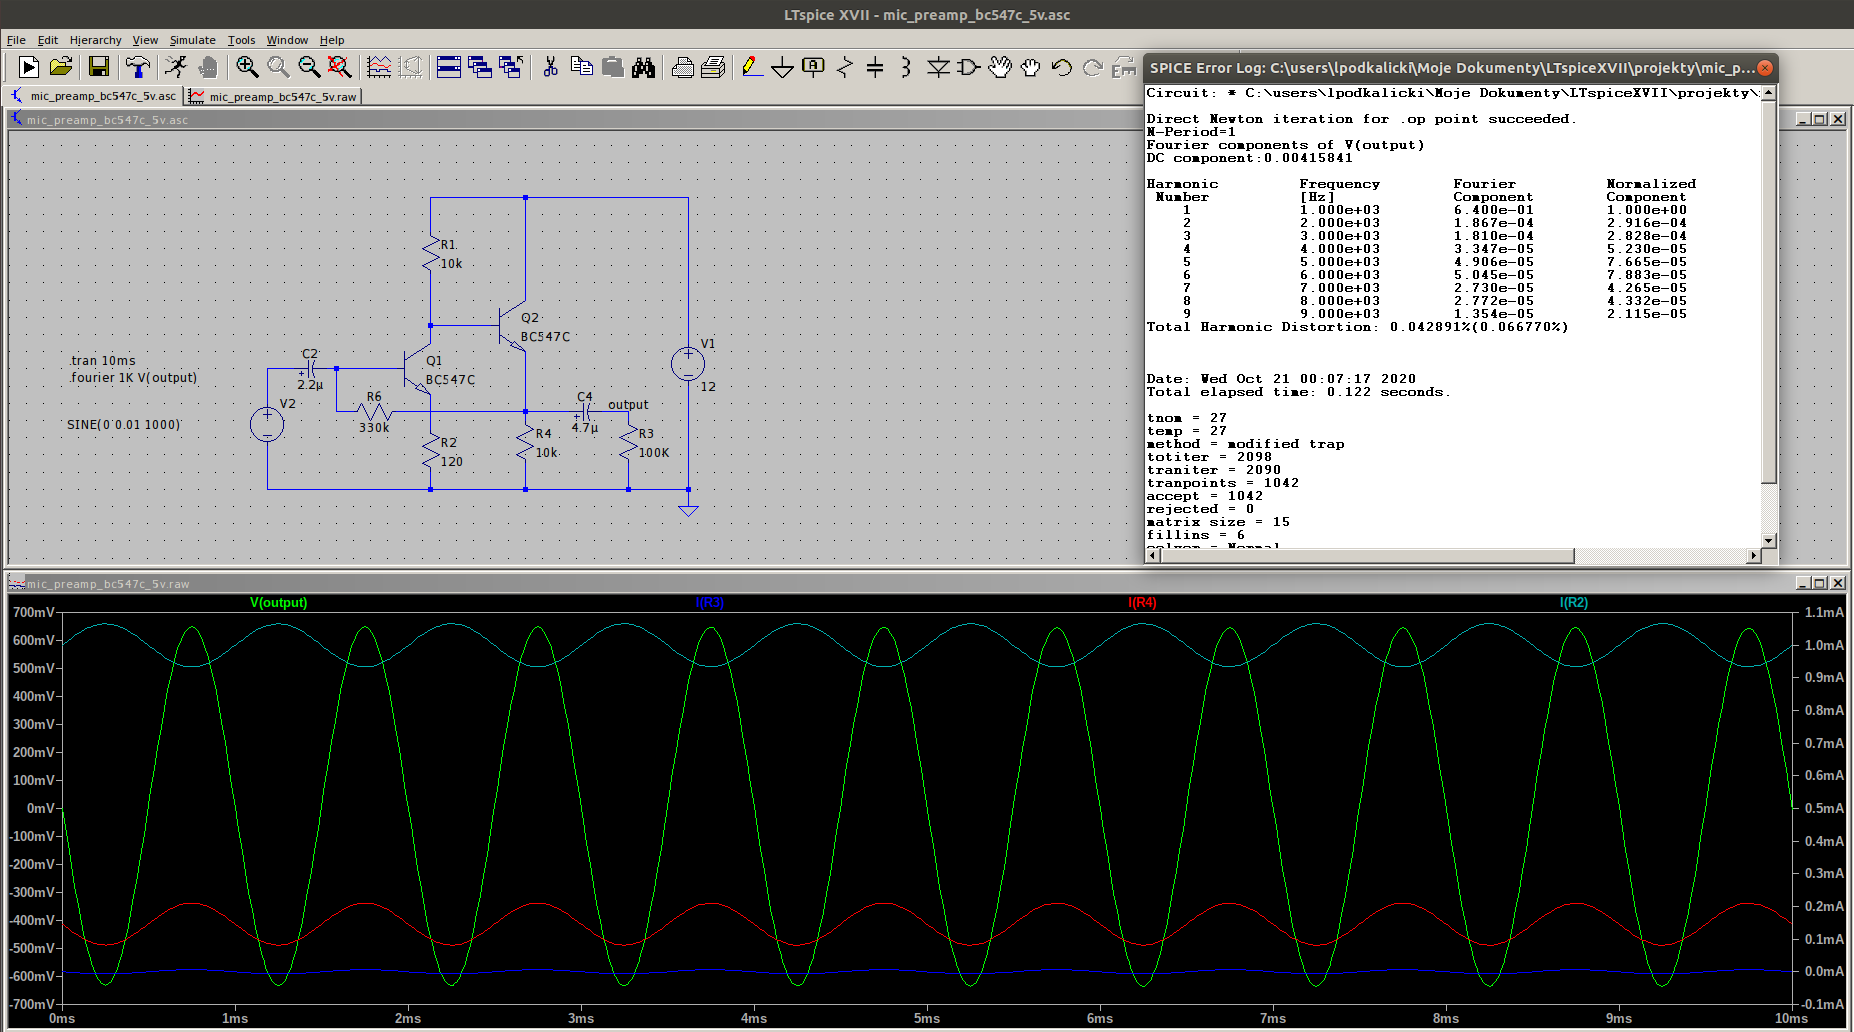 LTspice XVII - mic_preamp_bc547c_5v.asc
File Edit Hierarchy View Simulate Tools Window Help
mic_preamp_bc547c_5v.asc mic_preamp_bc547c_5v.raw
mic_preamp_bc547c_5v.asc
R1
10k
Q2
BC547C
V1
12
.tran 10ms
.fourier 1K V(output)
C2
2.2µ
Q1
BC547C
V2
R6
330k
C4
4.7µ
output
SINE(0 0.01 1000)
R2
120
R4
10k
R3
100K
SPICE Error Log: C:\users\lpodkalicki\Moje Dokumenty\LTspiceXVII\projekty\mic_p...
Circuit: * C:\users\lpodkalicki\Moje Dokumenty\LTspiceXVII\projekty\
Direct Newton iteration for .op point succeeded.
N-Period=1
Fourier components of V(output)
DC component:0.00415841
Harmonic Frequency Fourier Normalized
Number [Hz] Component Component
1 1.000e+03 6.400e-01 1.000e+00
2 2.000e+03 1.867e-04 2.916e-04
3 3.000e+03 1.810e-04 2.828e-04
4 4.000e+03 3.347e-05 5.230e-05
5 5.000e+03 4.906e-05 7.665e-05
6 6.000e+03 5.045e-05 7.883e-05
7 7.000e+03 2.730e-05 4.265e-05
8 8.000e+03 2.772e-05 4.332e-05
9 9.000e+03 1.354e-05 2.115e-05
Total Harmonic Distortion: 0.042891%(0.066770%)
Date: Wed Oct 21 00:07:17 2020
Total elapsed time: 0.122 seconds.
tnom = 27
temp = 27
method = modified trap
totiter = 2098
traniter = 2090
tranpoints = 1042
accept = 1042
rejected = 0
matrix size = 15
fillins = 6
solver = Normal
mic_preamp_bc547c_5v.raw
V(output) I(R3) I(R4) I(R2)
700mV 1.1mA
600mV 1.0mA
500mV 0.9mA
400mV 0.8mA
300mV 0.7mA
200mV 0.6mA
100mV
0mV 0.5mA
-100mV 0.4mA
-200mV 0.3mA
-300mV 0.2mA
-400mV 0.1mA
-500mV
-600mV 0.0mA
-700mV -0.1mA
0ms 1ms 2ms 3ms 4ms 5ms 6ms 7ms 8ms 9ms 10ms